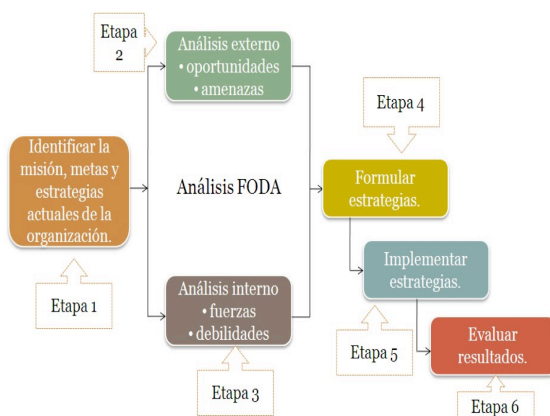 Etapa
2
Análisis externo
• oportunidades
• amenazas
Etapa 4
Identificar la
misión, metas y
estrategias
actuales de la
organización.
Análisis FODA
Formular
estrategias.
Implementar
estrategias.
Etapa 1
Análisis interno
• fuerzas
• debilidades
Evaluar
resultados.
Etapa
5
Etapa 3
Etapa 6